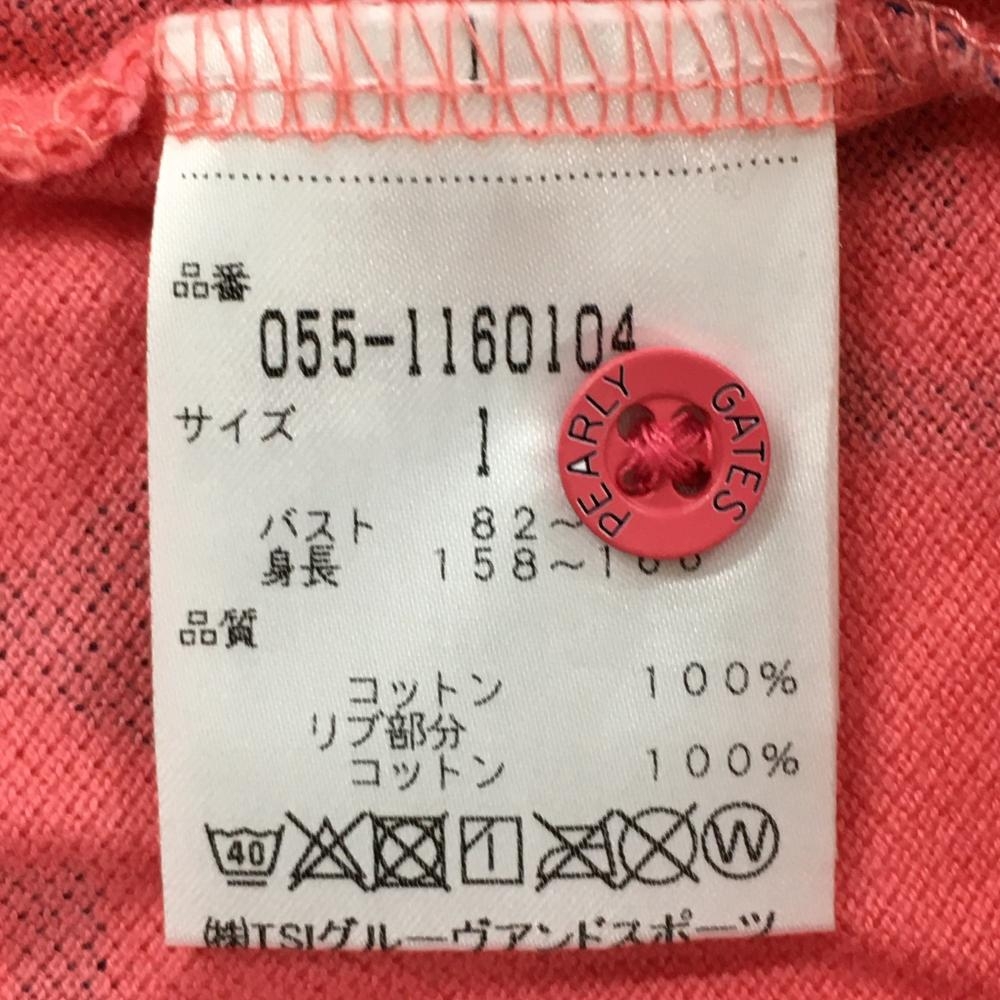 品番
055-1160104
サイズ 1
バスト 82~
身長 158~1
品質
コットン 100%
リブ部分
コットン 100%
40
W
㈱TSIグルーヴアンドスポーツ
PEARLY GATES